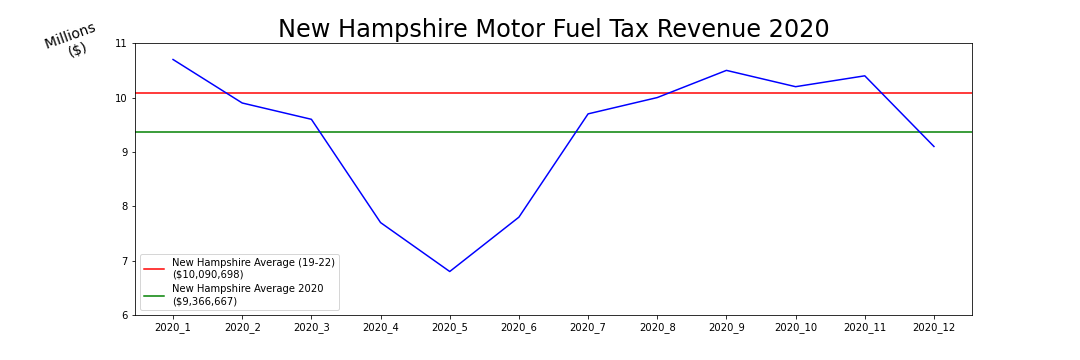 New Hampshire Motor Fuel Tax Revenue 2020
Millions
($)
11
10
9
8
7
6
New Hampshire Average (19-22)
($10,090,698)
New Hampshire Average 2020
($9,366,667)
2020_1 2020_2 2020_3 2020_4 2020_5 2020_6 2020_7 2020_8 2020_9 2020_10 2020_11 2020_12